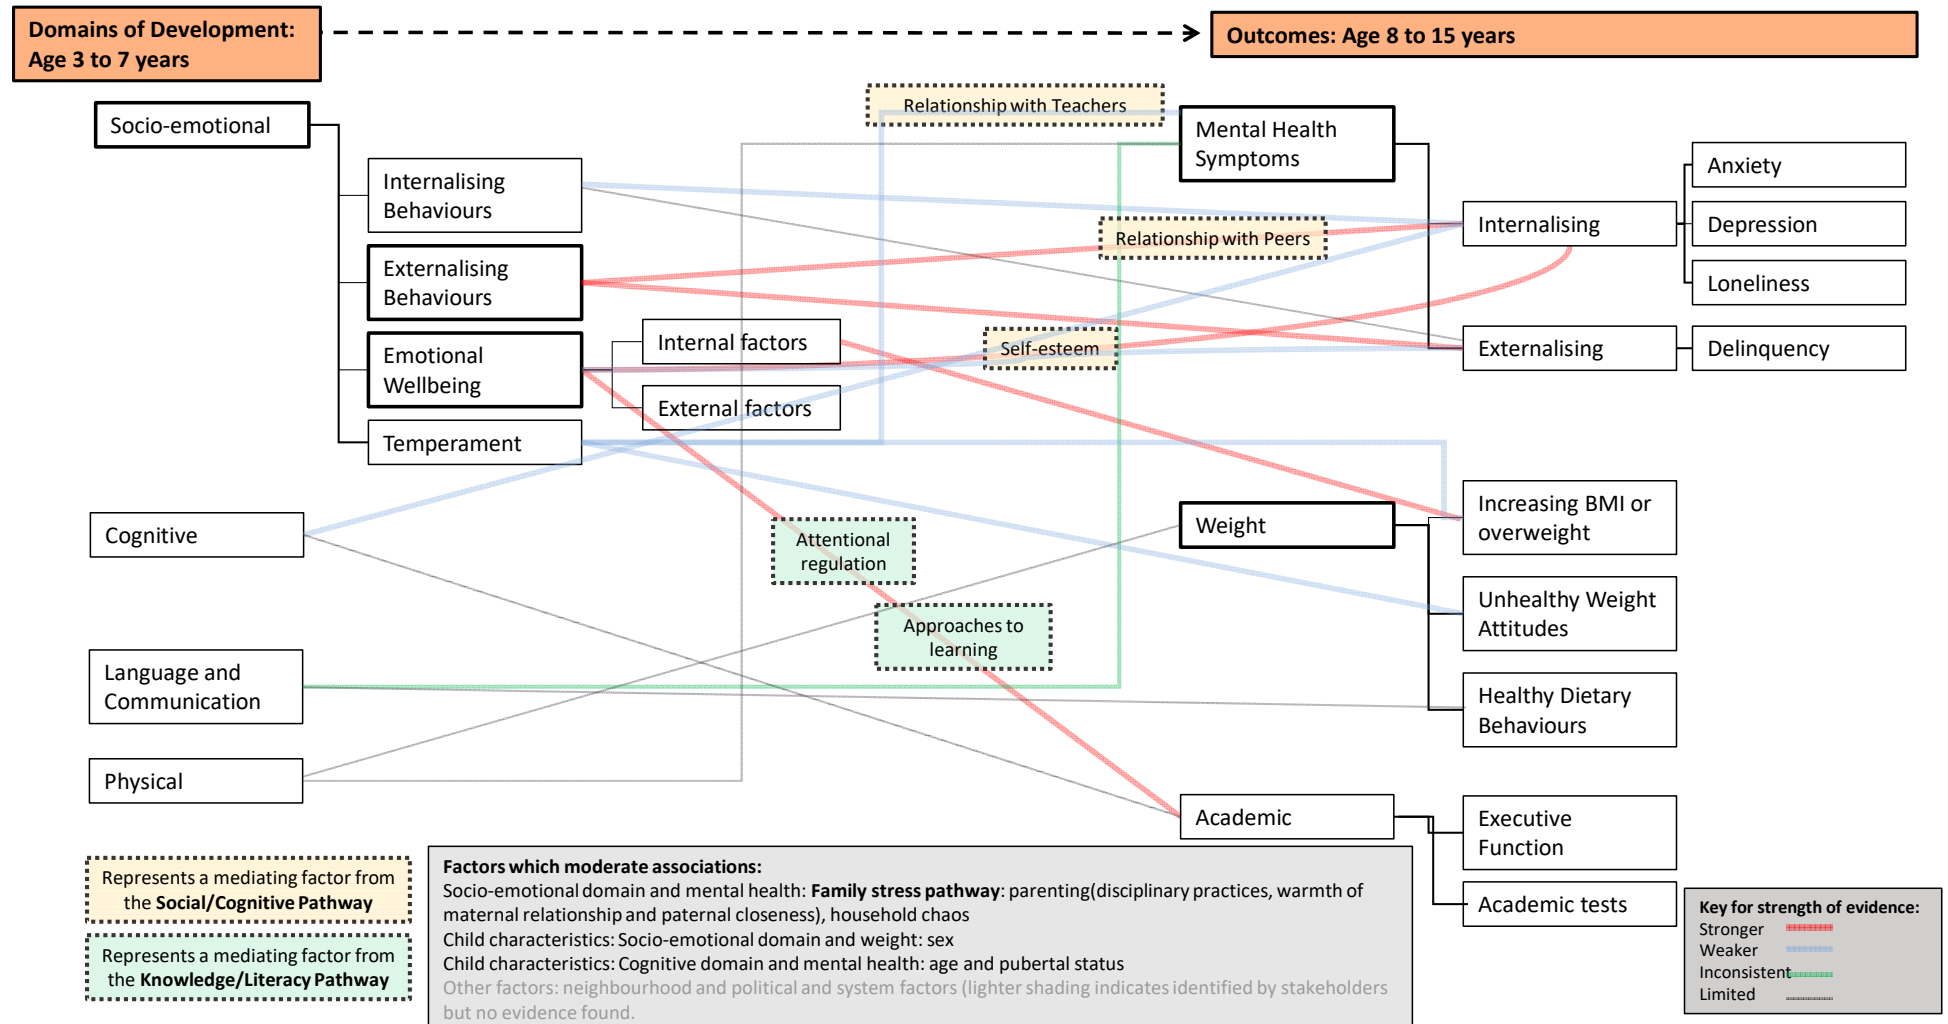 Domains of Development:
Age 3 to 7 years
Outcomes: Age 8 to 15 years
Socio-emotional
Internalising
Behaviours
Externalising
Behaviours
Emotional
Wellbeing
Internal factors
External factors
Temperament
Cognitive
Language and
Communication
Physical
Relationship with Teachers
Relationship with Peers
Self-esteem
Attentional
regulation
Approaches to
learning
Mental Health
Symptoms
Internalising
Anxiety
Depression
Loneliness
Externalising
Delinquency
Weight
Increasing BMI or
overweight
Unhealthy Weight
Attitudes
Healthy Dietary
Behaviours
Academic
Executive
Function
Academic tests
Represents a mediating factor from
the Social/Cognitive Pathway
Represents a mediating factor from
the Knowledge/Literacy Pathway
Factors which moderate associations:
Socio-emotional domain and mental health: Family stress pathway: parenting(disciplinary practices, warmth of
maternal relationship and paternal closeness), household chaos
Child characteristics: Socio-emotional domain and weight: sex
Child characteristics: Cognitive domain and mental health: age and pubertal status
Other factors: neighbourhood and political and system factors (lighter shading indicates identified by stakeholders
but no evidence found.
Key for strength of evidence:
Stronger
Weaker
Inconsistent
Limited